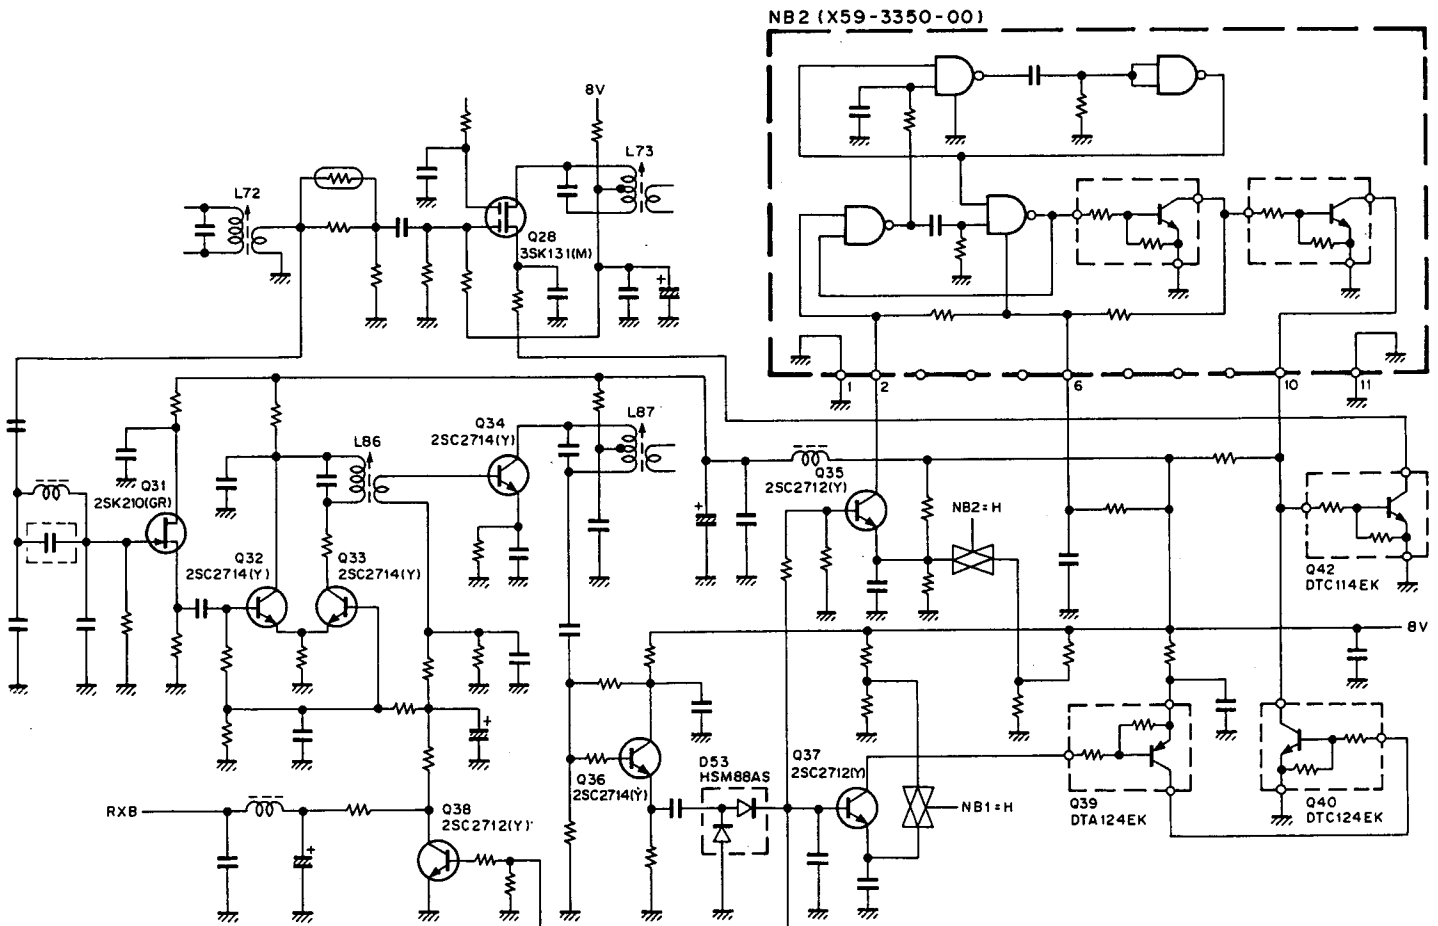 NB2 (X59-3350-00)
8V
L73
L72
Q28
3SK131(M)
1
2
6
10
11
Q34
2SC2714(Y)
L87
L86
Q31
2SK210(GR)
Q35
2SC2712(Y)
NB2=H
Q32
2SC2714(Y)
Q33
2SC2714(Y)
Q42
DTC114EK
8V
Q36
2SC2714(Y)
D53
HSM88AS
Q37
2SC2712(Y)
NB1=H
Q39
DTA124EK
Q40
DTC124EK
RXB
Q38
2SC2712(Y)